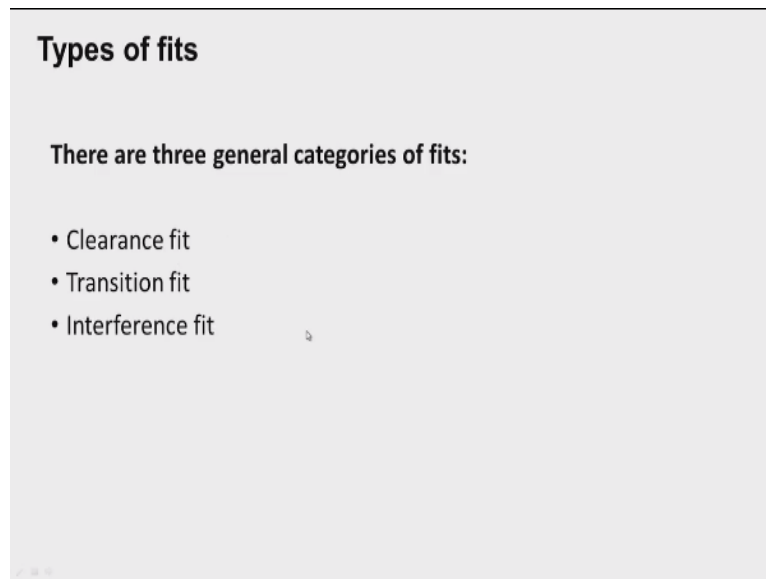 Types of fits
There are three general categories of fits:
• Clearance fit
• Transition fit
• Interference fit